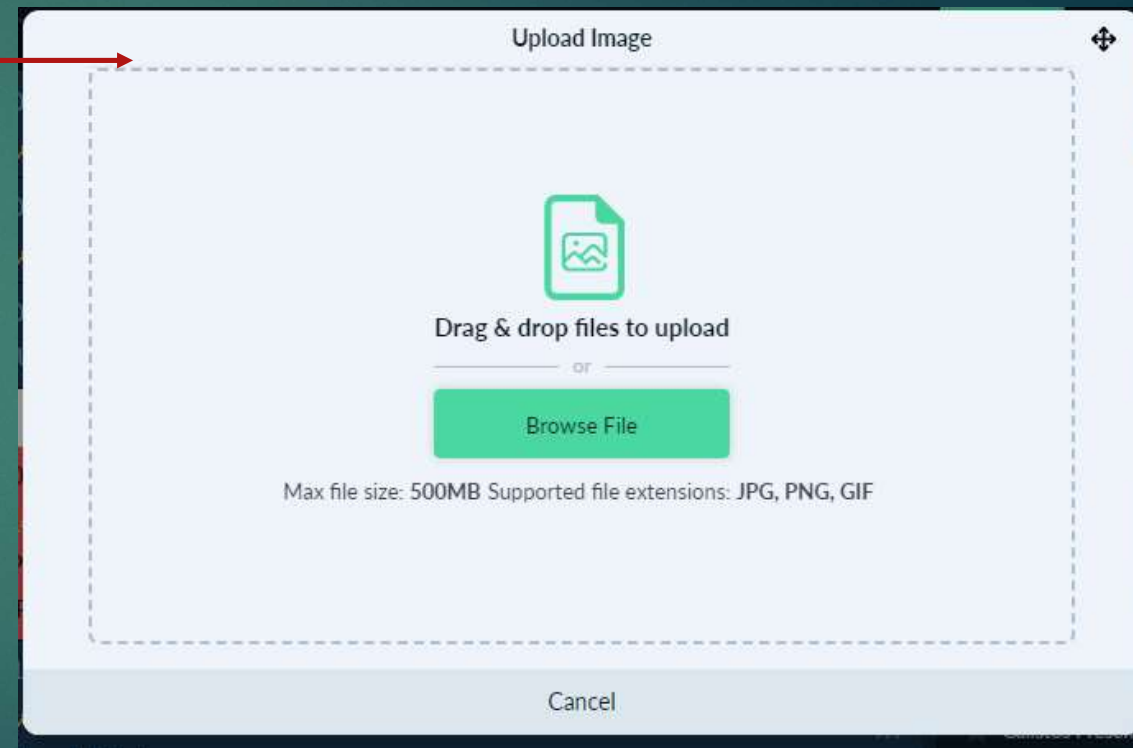 Upload Image
Drag & drop files to upload
or
Browse File
Max file size: 500MB Supported file extensions: JPG, PNG, GIF
Cancel